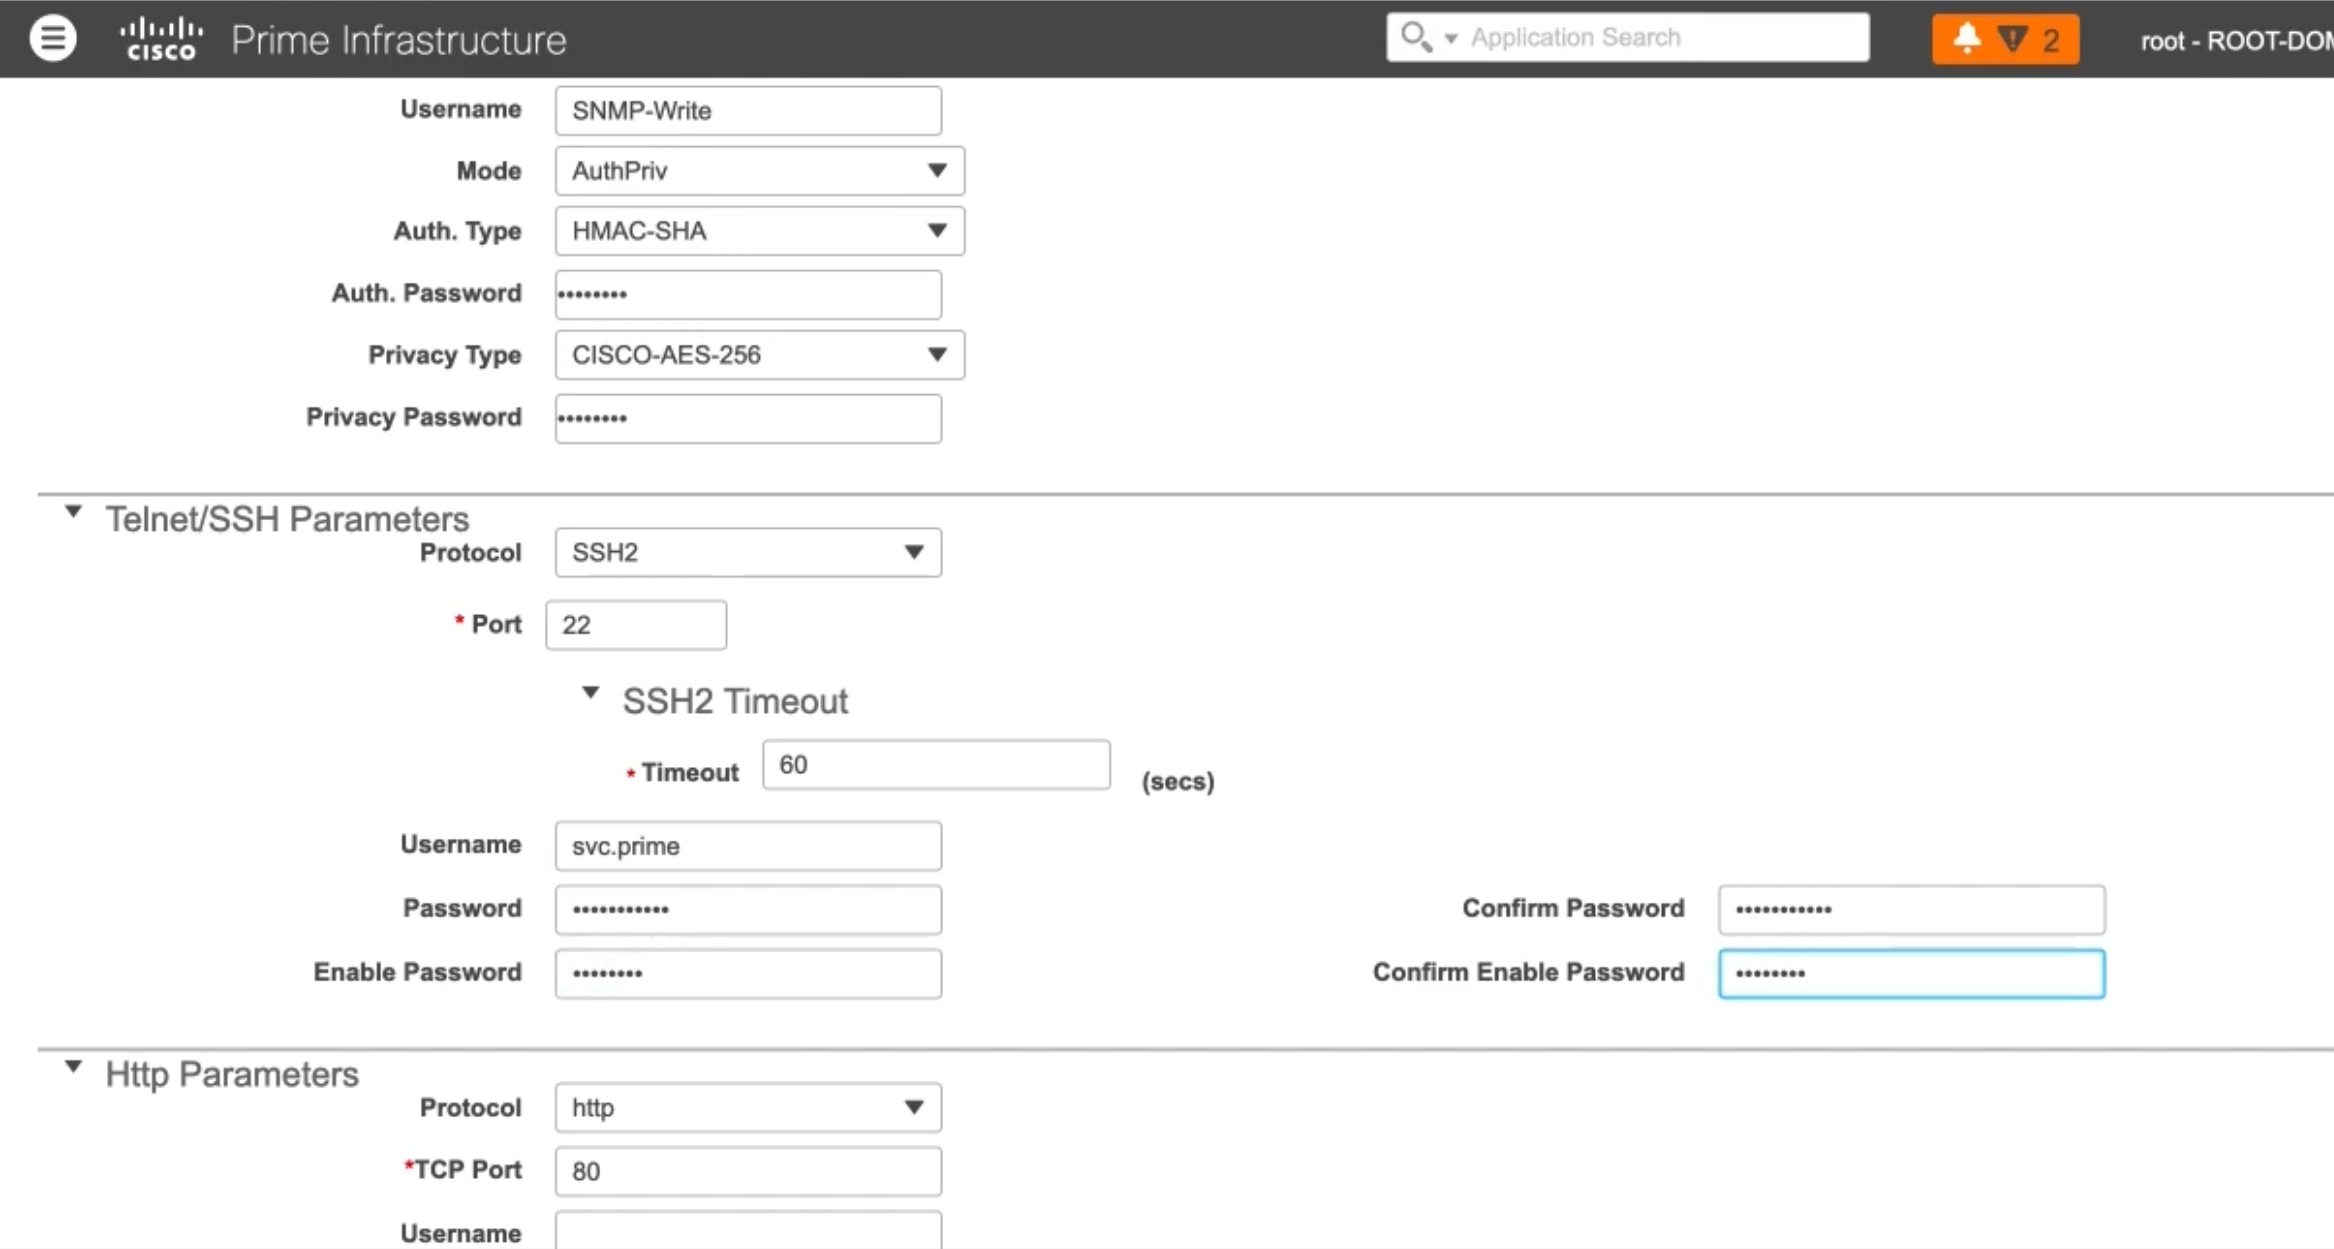 CISCO Prime Infrastructure Application Search 2 root - ROOT-DOM
Username SNMP-Write
Mode AuthPriv
Auth. Type HMAC-SHA
Auth. Password ••••••••
Privacy Type CISCO-AES-256
Privacy Password ••••••••
Telnet/SSH Parameters
Protocol SSH2
* Port 22
SSH2 Timeout
* Timeout 60 (secs)
Username svc.prime
Password ••••••••••• Confirm Password •••••••••••
Enable Password •••••••• Confirm Enable Password ••••••••
Http Parameters
Protocol http
*TCP Port 80
Username